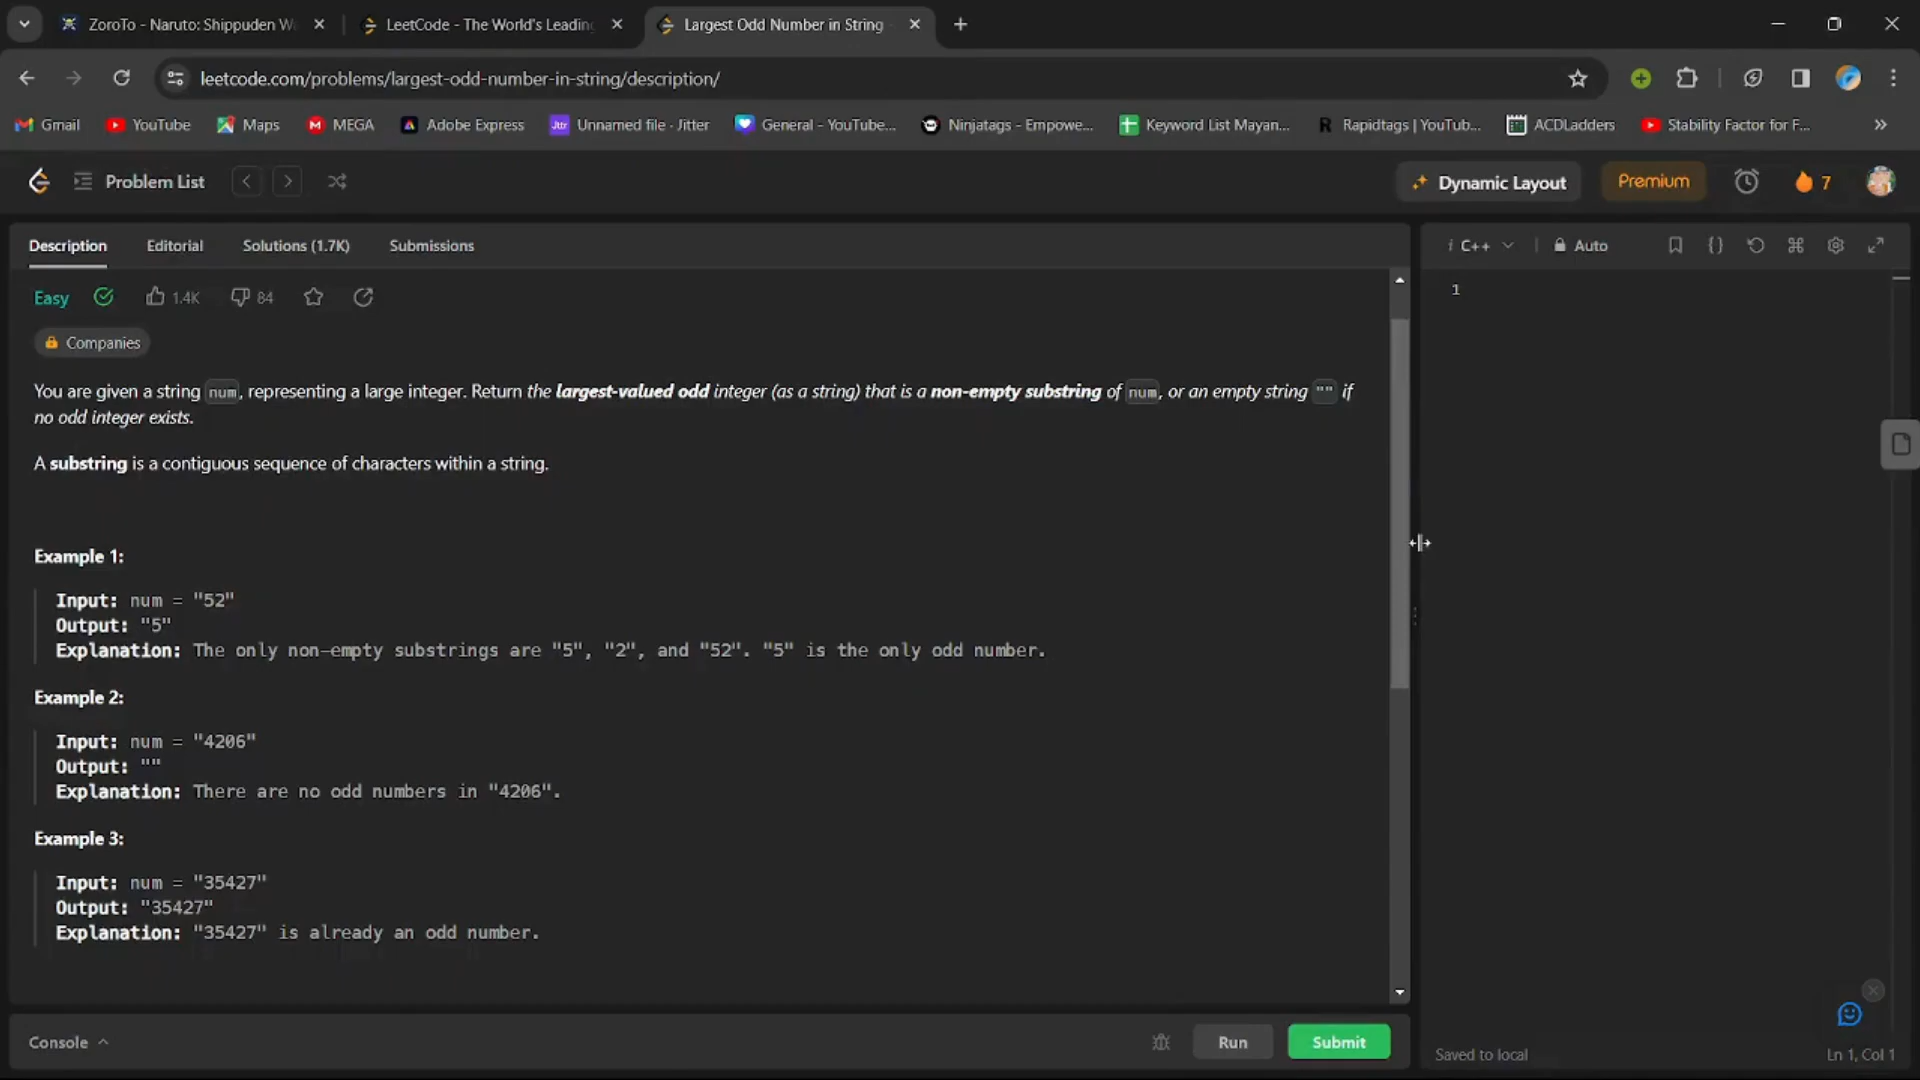 ZoroTo - Naruto: Shippuden W
LeetCode - The World's Leading
Largest Odd Number in String
leetcode.com/problems/largest-odd-number-in-string/description/
Gmail YouTube Maps MEGA Adobe Express Unnamed file - Jitter General - YouTube... Ninjatags - Empowe... Keyword List Mayan... Rapidtags | YouTub... ACDLadders Stability Factor for F... »
Problem List Dynamic Layout Premium 7
Description Editorial Solutions (1.7K) Submissions
i C++ Auto {}
Easy 1.4K 84
1
Companies
You are given a string num, representing a large integer. Return the largest-valued odd integer (as a string) that is a non-empty substring of num, or an empty string "" if
no odd integer exists.
A substring is a contiguous sequence of characters within a string.
Example 1:
Input: num = "52"
Output: "5"
Explanation: The only non-empty substrings are "5", "2", and "52". "5" is the only odd number.
Example 2:
Input: num = "4206"
Output: ""
Explanation: There are no odd numbers in "4206".
Example 3:
Input: num = "35427"
Output: "35427"
Explanation: "35427" is already an odd number.
Console Run Submit
Saved to local Ln 1, Col 1